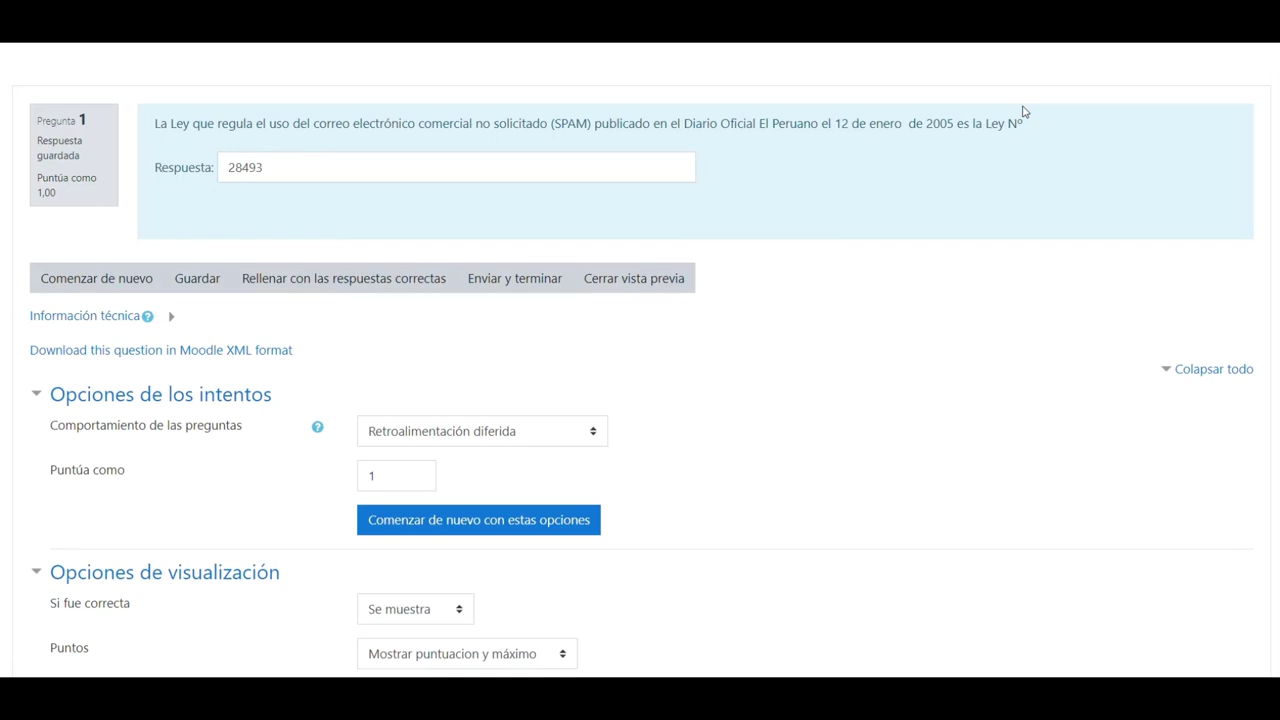 Pregunta 1
Respuesta
guardada
Puntúa como
1,00
La Ley que regula el uso del correo electrónico comercial no solicitado (SPAM) publicado en el Diario Oficial El Peruano el 12 de enero  de 2005 es la Ley Nº
Respuesta: 28493
Comenzar de nuevo Guardar Rellenar con las respuestas correctas Enviar y terminar Cerrar vista previa
Información técnica
Download this question in Moodle XML format
Colapsar todo
Opciones de los intentos
Comportamiento de las preguntas Retroalimentación diferida
Puntúa como 1
Comenzar de nuevo con estas opciones
Opciones de visualización
Si fue correcta Se muestra
Puntos Mostrar puntuacion y máximo